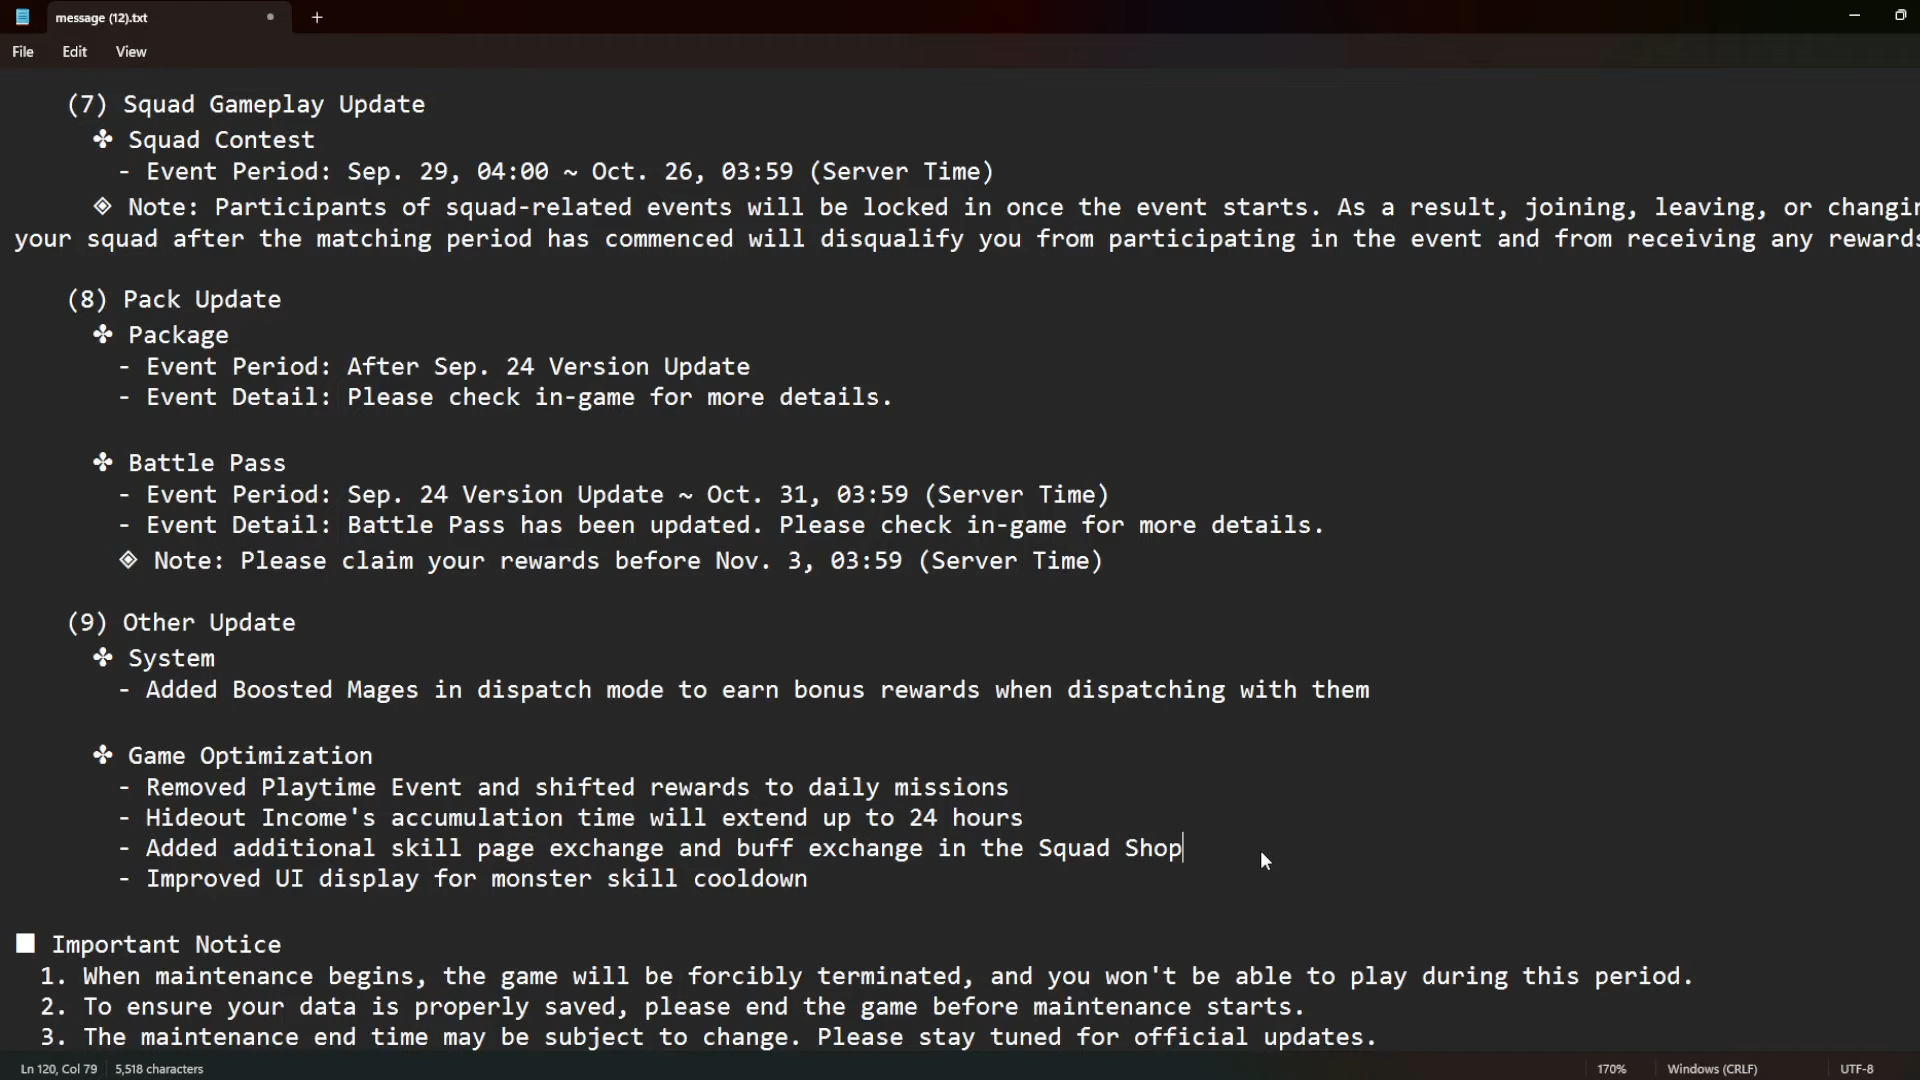 message (12).txt
File Edit View
(7) Squad Gameplay Update
✤ Squad Contest
- Event Period: Sep. 29, 04:00 ~ Oct. 26, 03:59 (Server Time)
◈ Note: Participants of squad-related events will be locked in once the event starts. As a result, joining, leaving, or changin
your squad after the matching period has commenced will disqualify you from participating in the event and from receiving any rewards
(8) Pack Update
✤ Package
- Event Period: After Sep. 24 Version Update
- Event Detail: Please check in-game for more details.
✤ Battle Pass
- Event Period: Sep. 24 Version Update ~ Oct. 31, 03:59 (Server Time)
- Event Detail: Battle Pass has been updated. Please check in-game for more details.
◈ Note: Please claim your rewards before Nov. 3, 03:59 (Server Time)
(9) Other Update
✤ System
- Added Boosted Mages in dispatch mode to earn bonus rewards when dispatching with them
✤ Game Optimization
- Removed Playtime Event and shifted rewards to daily missions
- Hideout Income's accumulation time will extend up to 24 hours
- Added additional skill page exchange and buff exchange in the Squad Shop
- Improved UI display for monster skill cooldown
■ Important Notice
1. When maintenance begins, the game will be forcibly terminated, and you won't be able to play during this period.
2. To ensure your data is properly saved, please end the game before maintenance starts.
3. The maintenance end time may be subject to change. Please stay tuned for official updates.
Ln 120, Col 79 5,518 characters 170% Windows (CRLF) UTF-8